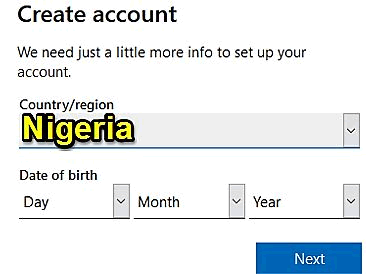 Create account
We need just a little more info to set up your
account.
Country/region
Nigeria
Date of birth
Day Month Year
Next